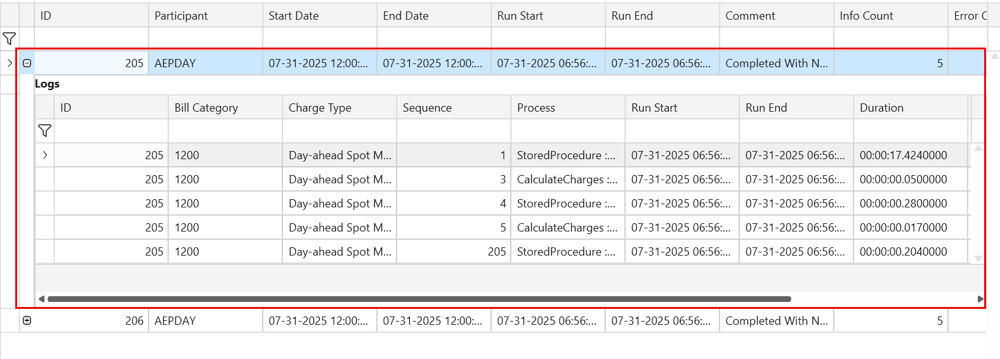 ID Participant Start Date End Date Run Start Run End Comment Info Count Error C
205 AEPDAY 07-31-2025 12:00:... 07-31-2025 12:00:... 07-31-2025 06:56:... 07-31-2025 06:56:... Completed With N... 5
Logs
ID Bill Category Charge Type Sequence Process Run Start Run End Duration
205 1200 Day-ahead Spot M... 1 StoredProcedure :... 07-31-2025 06:56:... 07-31-2025 06:56:... 00:00:17.4240000
205 1200 Day-ahead Spot M... 3 CalculateCharges :... 07-31-2025 06:56:... 07-31-2025 06:56:... 00:00:00.0500000
205 1200 Day-ahead Spot M... 4 StoredProcedure :... 07-31-2025 06:56:... 07-31-2025 06:56:... 00:00:00.2800000
205 1200 Day-ahead Spot M... 5 CalculateCharges :... 07-31-2025 06:56:... 07-31-2025 06:56:... 00:00:00.0170000
205 1200 Day-ahead Spot M... 205 StoredProcedure :... 07-31-2025 06:56:... 07-31-2025 06:56:... 00:00:00.2040000
206 AEPDAY 07-31-2025 12:00:... 07-31-2025 12:00:... 07-31-2025 06:56:... 07-31-2025 06:56:... Completed With N... 5